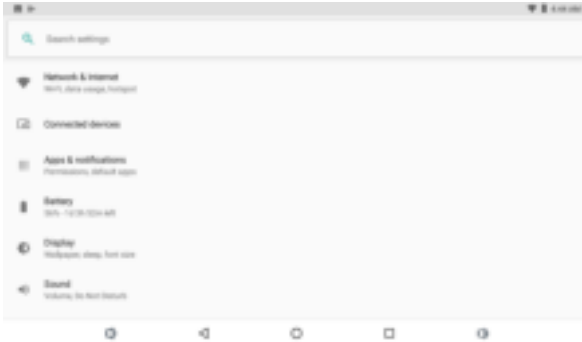 Search settings
Network & Internet
Wi-Fi, data usage, hotspot
Connected devices
Apps & notifications
Permissions, default apps
Battery
Display
Wallpaper, sleep, font size
Sound
Volume, Do Not Disturb